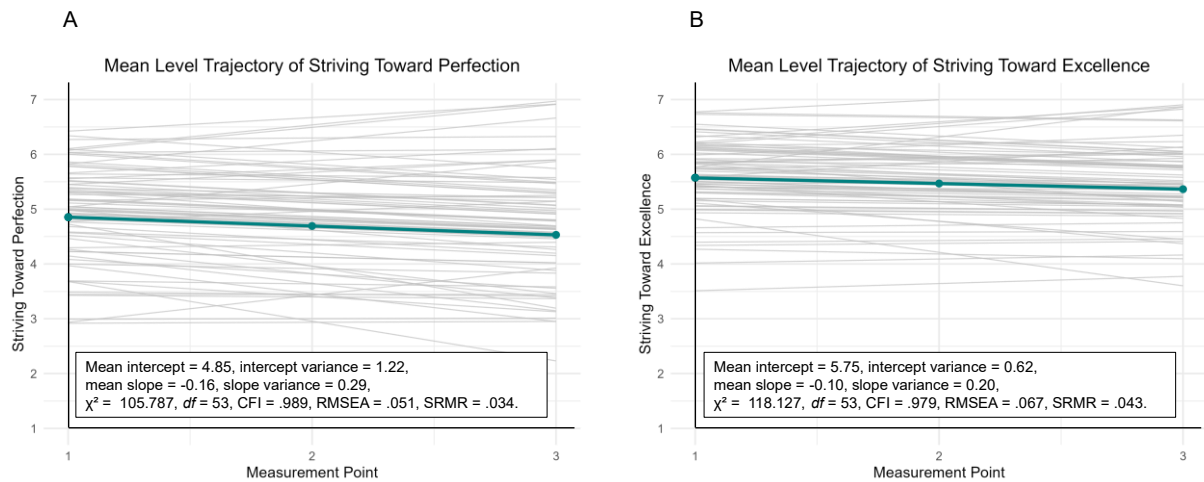 A
Mean Level Trajectory of Striving Toward Perfection
Striving Toward Perfection
7
6
5
4
3
2
1
Mean intercept = 4.85, intercept variance = 1.22,
mean slope = -0.16, slope variance = 0.29,
χ² = 105.787, df = 53, CFI = .989, RMSEA = .051, SRMR = .034.
1
2
3
Measurement Point
B
Mean Level Trajectory of Striving Toward Excellence
Striving Toward Excellence
7
6
5
4
3
2
1
Mean intercept = 5.75, intercept variance = 0.62,
mean slope = -0.10, slope variance = 0.20,
χ² = 118.127, df = 53, CFI = .979, RMSEA = .067, SRMR = .043.
1
2
3
Measurement Point